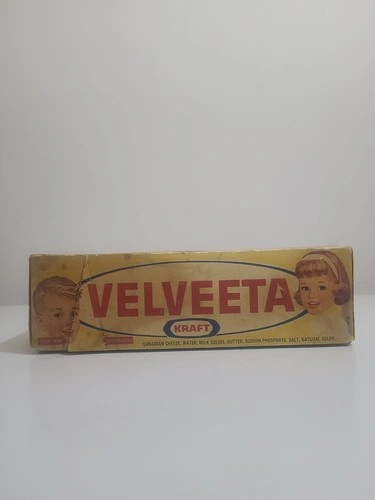 VELVEETA
KRAFT
CANADIAN CHEESE, WATER, MILK SOLIDS, BUTTER, SODIUM PHOSPHATE, SALT, NATURAL COLOR.